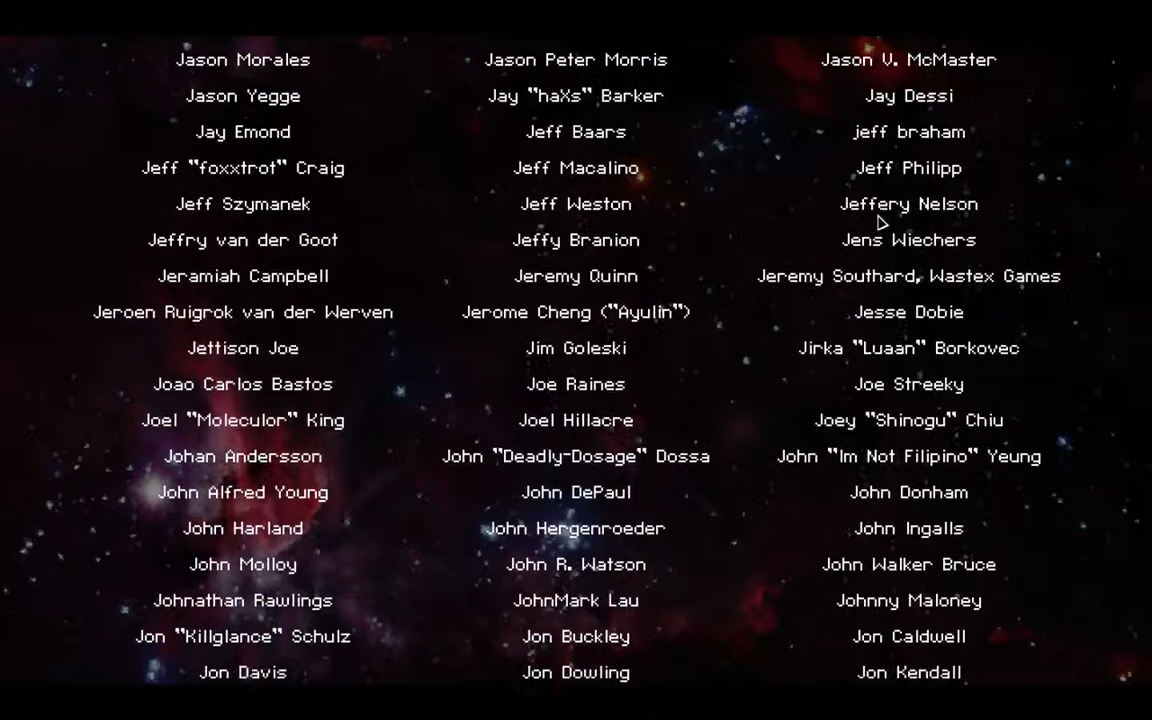 Jason Morales Jason Peter Morris Jason V. McMaster
Jason Yegge Jay "haXs" Barker Jay Dessi
Jay Emond Jeff Baars jeff braham
Jeff "foxxtrot" Craig Jeff Macalino Jeff Philipp
Jeff Szymanek Jeff Weston Jeffery Nelson
Jeffry van der Goot Jeffy Branion Jens Wiechers
Jeramiah Campbell Jeremy Quinn Jeremy Southard, Wastex Games
Jeroen Ruigrok van der Werven Jerome Cheng ("Ayulin") Jesse Dobie
Jettison Joe Jim Goleski Jirka "Luaan" Borkovec
Joao Carlos Bastos Joe Raines Joe Streeky
Joel "Moleculor" King Joel Hillacre Joey "Shinogu" Chiu
Johan Andersson John "Deadly-Dosage" Dossa John "Im Not Filipino" Yeung
John Alfred Young John DePaul John Donham
John Harland John Hergenroeder John Ingalls
John Molloy John R. Watson John Walker Bruce
Johnathan Rawlings JohnMark Lau Johnny Maloney
Jon "Killglance" Schulz Jon Buckley Jon Caldwell
Jon Davis Jon Dowling Jon Kendall